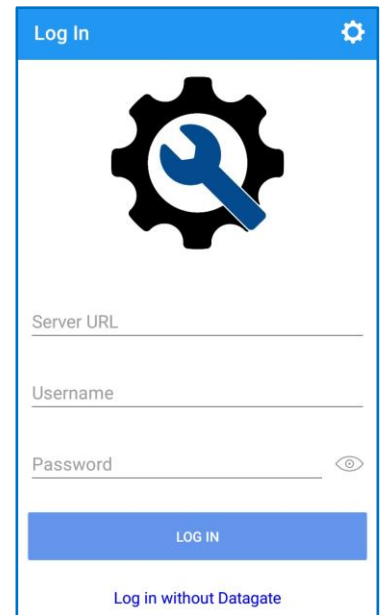 Log In
Server URL
Username
Password
LOG IN
Log in without Datagate